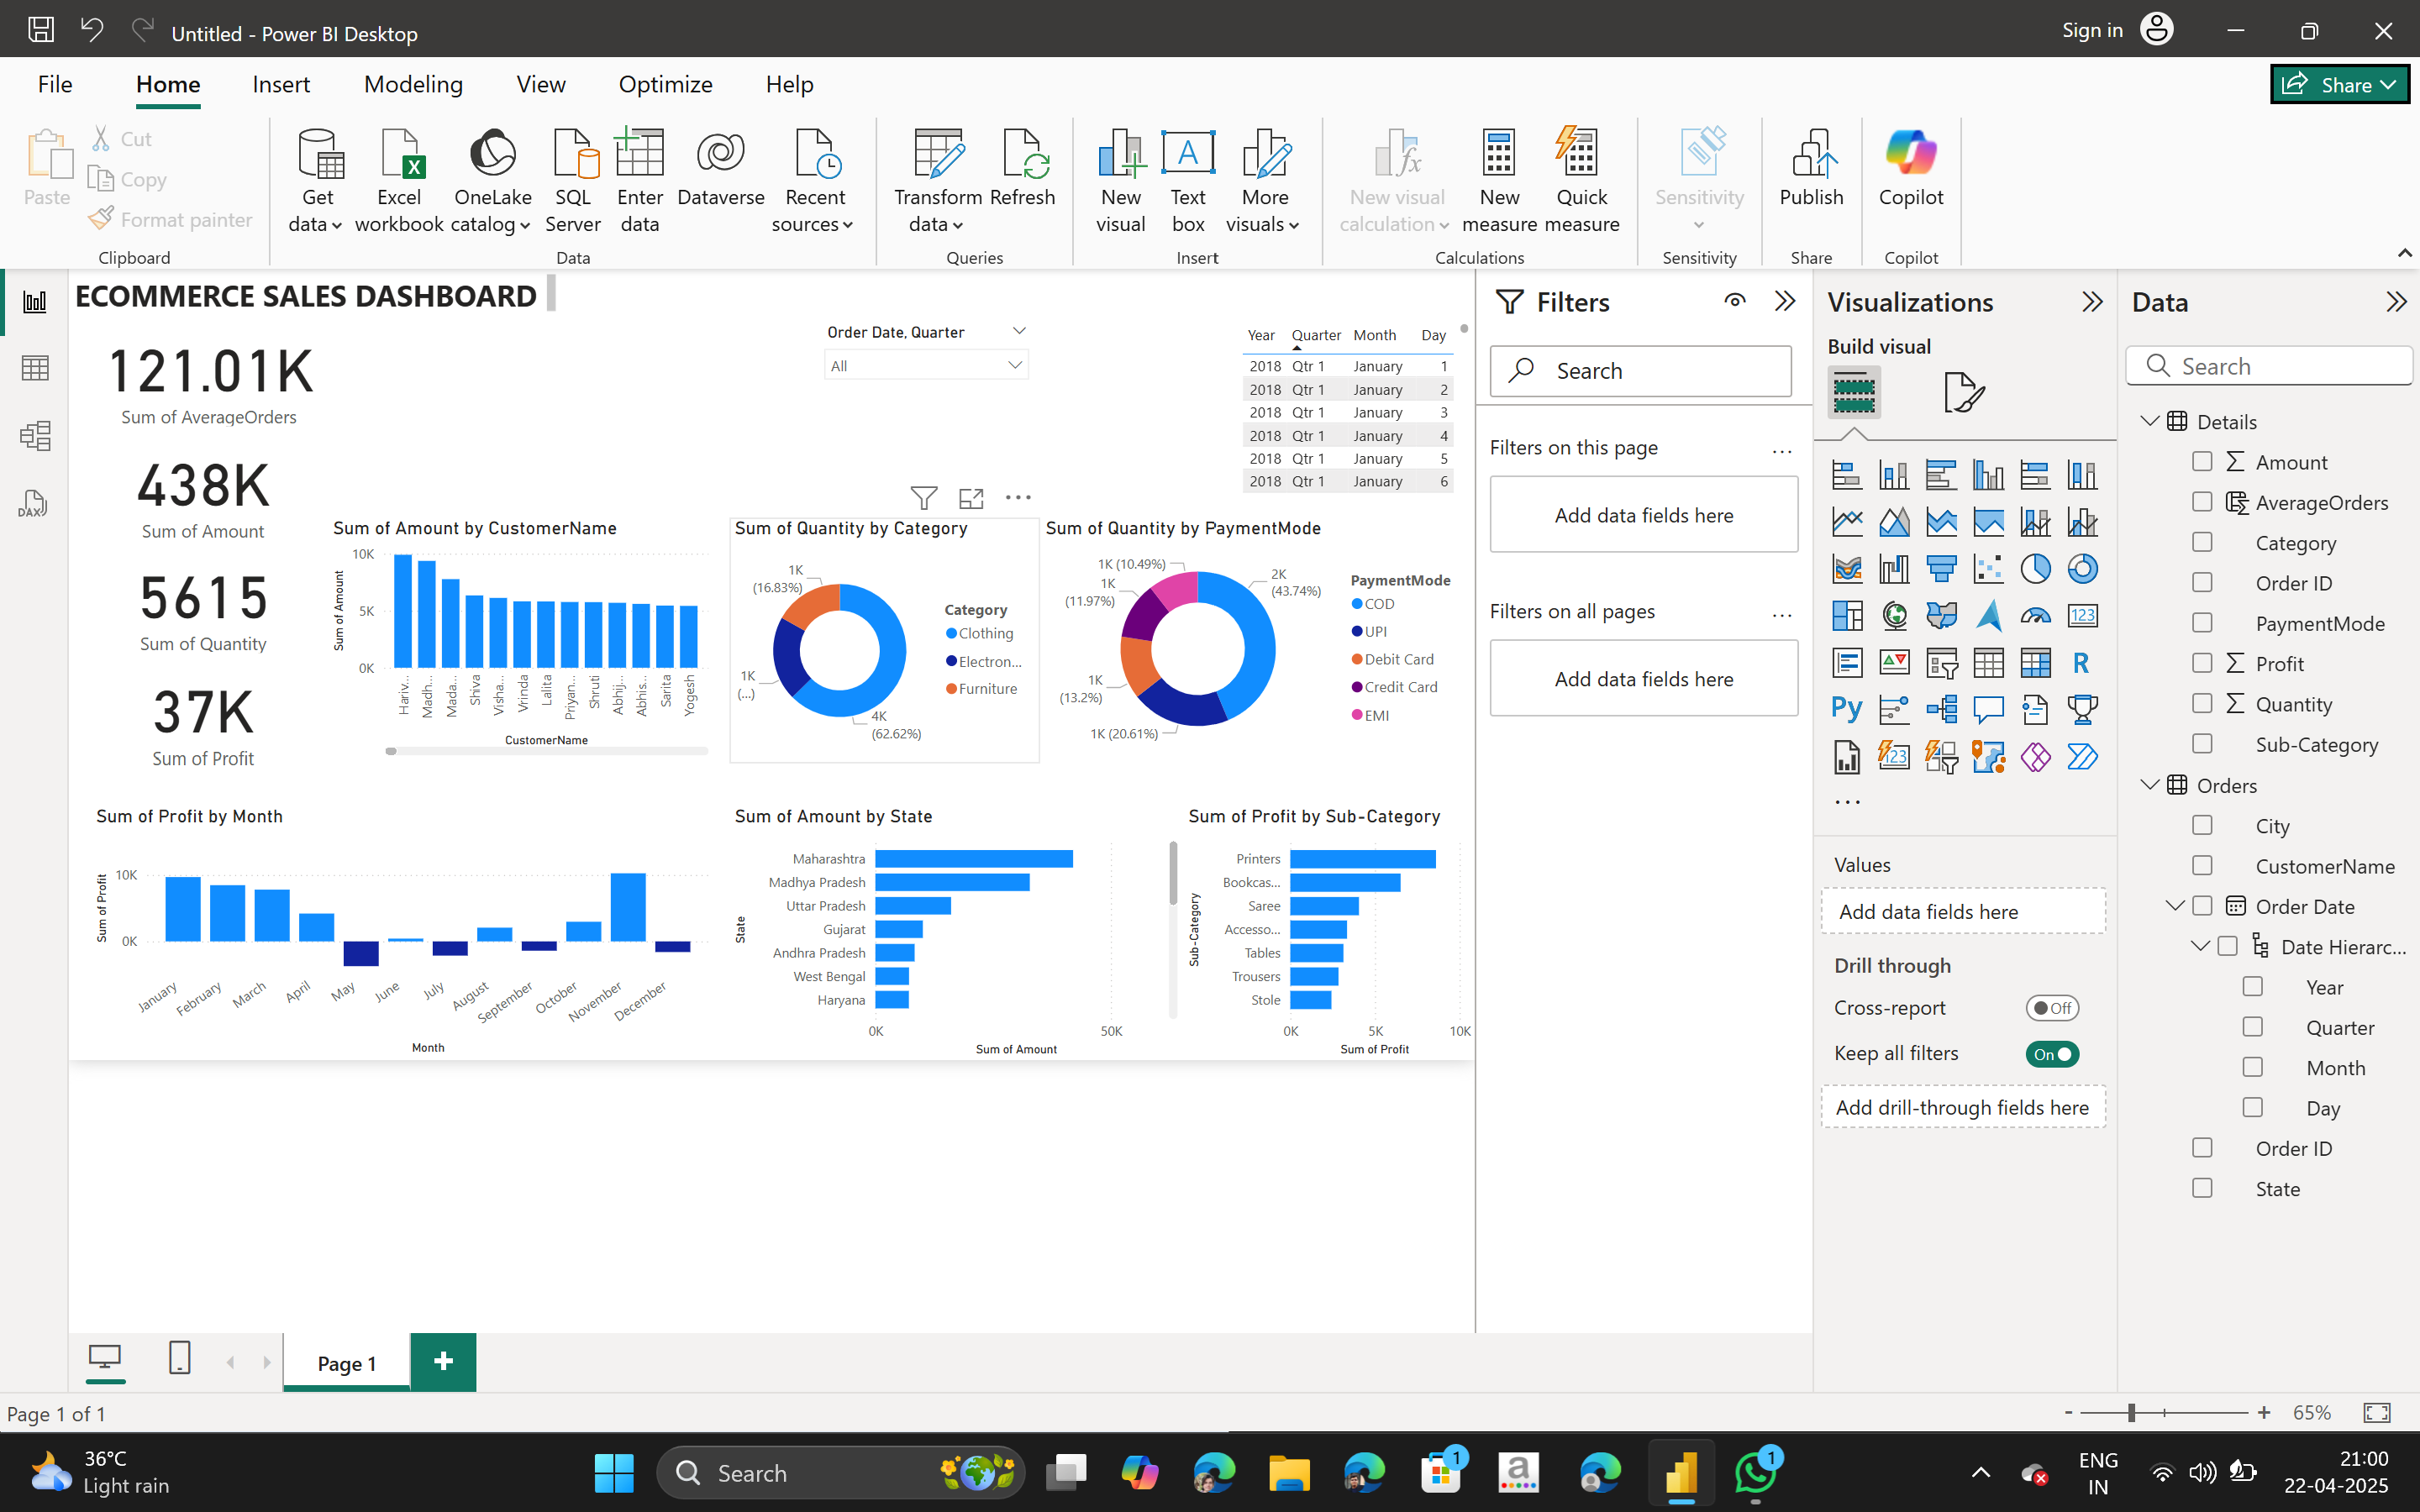 Untitled - Power BI Desktop
Sign in
File Home Insert Modeling View Optimize Help
Share
Paste
Cut
Copy
Format painter
Clipboard
Get data
Excel workbook
OneLake catalog
SQL Server
Enter data
Dataverse
Recent sources
Data
Transform data
Refresh
Queries
New visual
Text box
More visuals
Insert
New visual calculation
New measure
Quick measure
Calculations
Sensitivity
Sensitivity
Publish
Share
Copilot
Copilot
DAX
ECOMMERCE SALES DASHBOARD
121.01K
Sum of AverageOrders
438K
Sum of Amount
5615
Sum of Quantity
37K
Sum of Profit
Order Date, Quarter
All
Year Quarter Month Day
2018 Qtr 1 January 1
2018 Qtr 1 January 2
2018 Qtr 1 January 3
2018 Qtr 1 January 4
2018 Qtr 1 January 5
2018 Qtr 1 January 6
Sum of Amount by CustomerName
Sum of Amount
10K
5K
0K
Hariv...
Madh...
Mada...
Shiva
Visha...
Vrinda
Lalita
Priyan...
Shruti
Abhij...
Abhis...
Sarita
Yogesh
CustomerName
Sum of Quantity by Category
1K
(16.83%)
1K
(...)
4K
(62.62%)
Category
Clothing
Electron...
Furniture
Sum of Quantity by PaymentMode
1K (10.49%)
1K
(11.97%)
1K
(13.2%)
1K (20.61%)
2K
(43.74%)
PaymentMode
COD
UPI
Debit Card
Credit Card
EMI
Sum of Profit by Month
Sum of Profit
10K
0K
January
February
March
April
May
June
July
August
September
October
November
December
Month
Sum of Amount by State
State
Maharashtra
Madhya Pradesh
Uttar Pradesh
Gujarat
Andhra Pradesh
West Bengal
Haryana
0K 50K
Sum of Amount
Sum of Profit by Sub-Category
Sub-Category
Printers
Bookcas...
Saree
Accesso...
Tables
Trousers
Stole
0K 5K 10K
Sum of Profit
Filters
Search
Filters on this page
Add data fields here
Filters on all pages
Add data fields here
Visualizations
Build visual
123
R
Py
123
Values
Add data fields here
Drill through
Cross-report
Off
Keep all filters
On
Add drill-through fields here
Data
Search
Details
Amount
AverageOrders
Category
Order ID
PaymentMode
Profit
Quantity
Sub-Category
Orders
City
CustomerName
Order Date
Date Hierarc...
Year
Quarter
Month
Day
Order ID
State
Page 1
Page 1 of 1
- + 65%
36°C
Light rain
Search
1
a
1
ENG
IN
21:00
22-04-2025